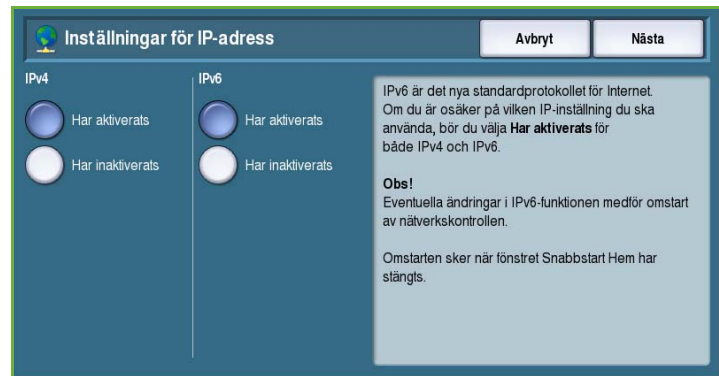 Inställningar för IP-adress
Avbryt
Nästa
IPv4
Har aktiverats
Har inaktiverats
IPv6
Har aktiverats
Har inaktiverats
IPv6 är det nya standardprotokollet för Internet.
Om du är osäker på vilken IP-inställning du ska
använda, bör du välja Har aktiverats för
både IPv4 och IPv6.
Obs!
Eventuella ändringar i IPv6-funktionen medför omstart
av nätverkskontrollen.
Omstarten sker när fönstret Snabbstart Hem har
stängts.